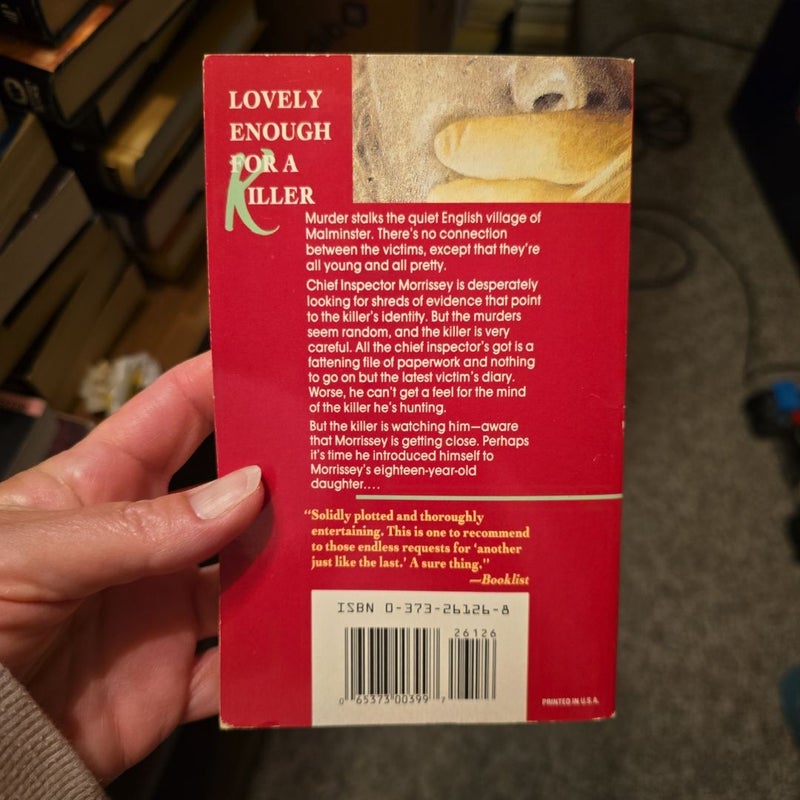 LOVELY
ENOUGH
FOR A
KILLER
Murder stalks the quiet English village of
Malminster. There's no connection
between the victims, except that they're
all young and all pretty.
Chief Inspector Morrissey is desperately
looking for shreds of evidence that point
to the killer's identity. But the murders
seem random, and the killer is very
careful. All the chief inspector's got is a
fattening file of paperwork and nothing
to go on but the latest victim's diary.
Worse, he can't get a feel for the mind
of the killer he's hunting.
But the killer is watching him—aware
that Morrissey is getting close. Perhaps
it's time he introduced himself to
Morrissey's eighteen-year-old
daughter....
"Solidly plotted and thoroughly
entertaining. This is one to recommend
to those endless requests for 'another
just like the last.' A sure thing."
—Booklist
ISBN 0-373-26126-8
26126
0 65373 00399 7
PRINTED IN U.S.A.